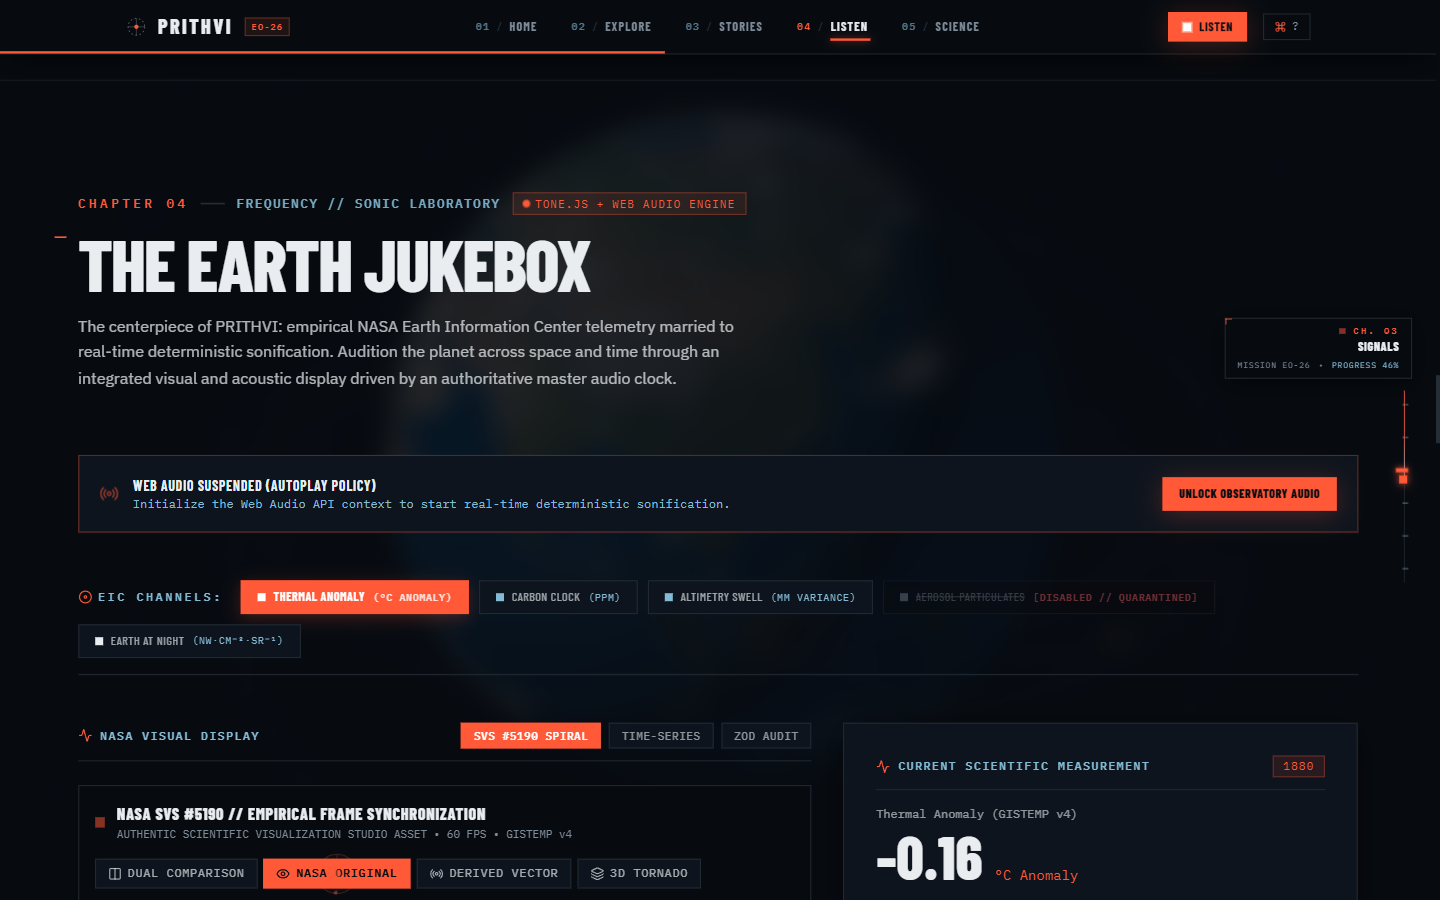 PRITHVI EO-26 01 / HOME 02 / EXPLORE 03 / STORIES 04 / LISTEN 05 / SCIENCE LISTEN ⌘ ?
CHAPTER 04 FREQUENCY // SONIC LABORATORY TONE.JS + WEB AUDIO ENGINE
THE EARTH JUKEBOX
The centerpiece of PRITHVI: empirical NASA Earth Information Center telemetry married to
real-time deterministic sonification. Audition the planet across space and time through an
integrated visual and acoustic display driven by an authoritative master audio clock.
CH. 03
SIGNALS
MISSION EO-26 • PROGRESS 46%
WEB AUDIO SUSPENDED (AUTOPLAY POLICY)
Initialize the Web Audio API context to start real-time deterministic sonification.
UNLOCK OBSERVATORY AUDIO
EIC CHANNELS: THERMAL ANOMALY (°C ANOMALY) CARBON CLOCK (PPM) ALTIMETRY SWELL (MM VARIANCE) AEROSOL PARTICULATES [DISABLED // QUARANTINED]
EARTH AT NIGHT (NW·CM⁻²·SR⁻¹)
NASA VISUAL DISPLAY SVS #5190 SPIRAL TIME-SERIES ZOD AUDIT
NASA SVS #5190 // EMPIRICAL FRAME SYNCHRONIZATION
AUTHENTIC SCIENTIFIC VISUALIZATION STUDIO ASSET • 60 FPS • GISTEMP v4
DUAL COMPARISON NASA ORIGINAL DERIVED VECTOR 3D TORNADO
CURRENT SCIENTIFIC MEASUREMENT 1880
Thermal Anomaly (GISTEMP v4)
-0.16 °C Anomaly